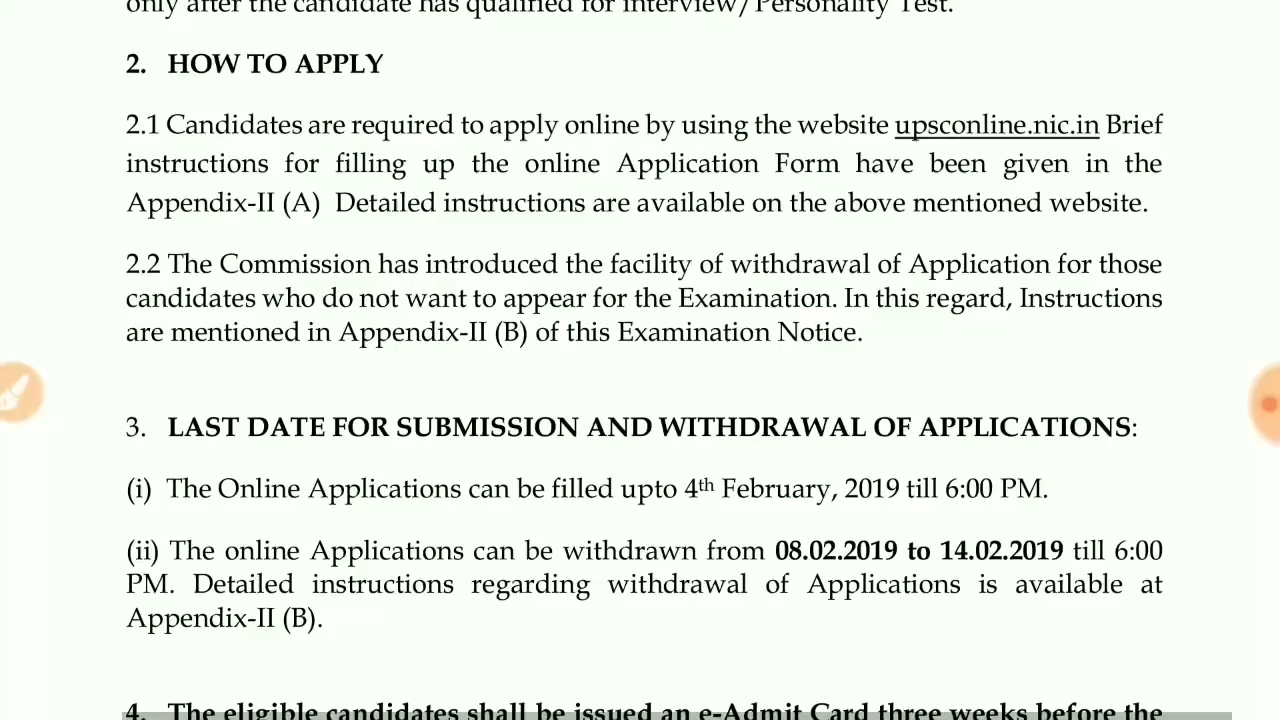 only after the candidate has qualified for interview/Personality Test.
2. HOW TO APPLY
2.1 Candidates are required to apply online by using the website upsconline.nic.in Brief
instructions for filling up the online Application Form have been given in the
Appendix-II (A) Detailed instructions are available on the above mentioned website.
2.2 The Commission has introduced the facility of withdrawal of Application for those
candidates who do not want to appear for the Examination. In this regard, Instructions
are mentioned in Appendix-II (B) of this Examination Notice.
3. LAST DATE FOR SUBMISSION AND WITHDRAWAL OF APPLICATIONS:
(i) The Online Applications can be filled upto 4th February, 2019 till 6:00 PM.
(ii) The online Applications can be withdrawn from 08.02.2019 to 14.02.2019 till 6:00
PM. Detailed instructions regarding withdrawal of Applications is available at
Appendix-II (B).
4. The eligible candidates shall be issued an e-Admit Card three weeks before the